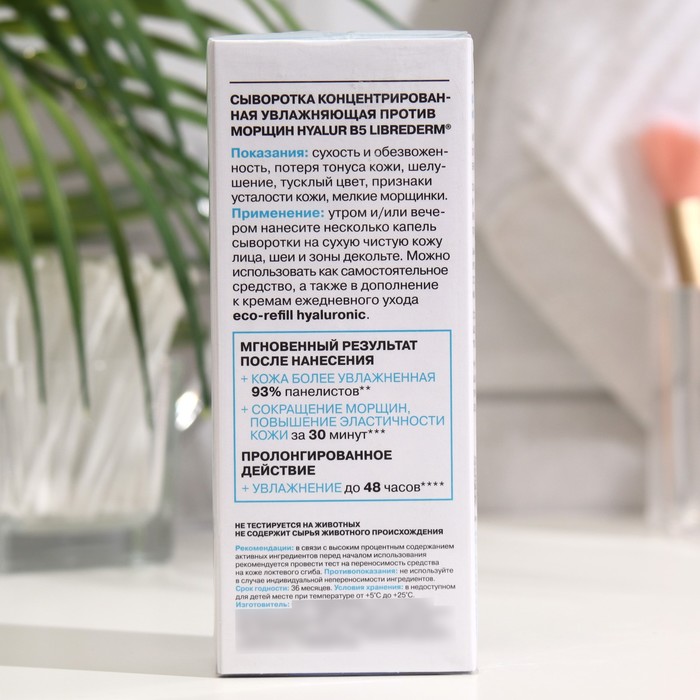 СЫВОРОТКА КОНЦЕНТРИРОВАН-
НАЯ УВЛАЖНЯЮЩАЯ ПРОТИВ
МОРЩИН HYALUR B5 LIBREDERM®
Показания: сухость и обезвожен-
ность, потеря тонуса кожи, шелу-
шение, тусклый цвет, признаки
усталости кожи, мелкие морщинки.
Применение: утром и/или вече-
ром нанесите несколько капель
сыворотки на сухую чистую кожу
лица, шеи и зоны декольте. Можно
использовать как самостоятельное
средство, а также в дополнение
к кремам ежедневного ухода
eco-refill hyaluronic.
МГНОВЕННЫЙ РЕЗУЛЬТАТ
ПОСЛЕ НАНЕСЕНИЯ
+ КОЖА БОЛЕЕ УВЛАЖНЕННАЯ
93% панелистов**
+ СОКРАЩЕНИЕ МОРЩИН,
ПОВЫШЕНИЕ ЭЛАСТИЧНОСТИ
КОЖИ за 30 минут***
ПРОЛОНГИРОВАННОЕ
ДЕЙСТВИЕ
+ УВЛАЖНЕНИЕ до 48 часов****
НЕ ТЕСТИРУЕТСЯ НА ЖИВОТНЫХ
НЕ СОДЕРЖИТ СЫРЬЯ ЖИВОТНОГО ПРОИСХОЖДЕНИЯ
Рекомендации: в связи с высоким процентным содержанием
активных ингредиентов перед началом использования
рекомендуется провести тест на переносимость средства
на коже локтевого сгиба. Противопоказания: не используйте
в случае индивидуальной непереносимости ингредиентов.
Срок годности: 36 месяцев. Условия хранения: в недоступном
для детей месте при температуре от +5°C до +25°C.
Изготовитель: